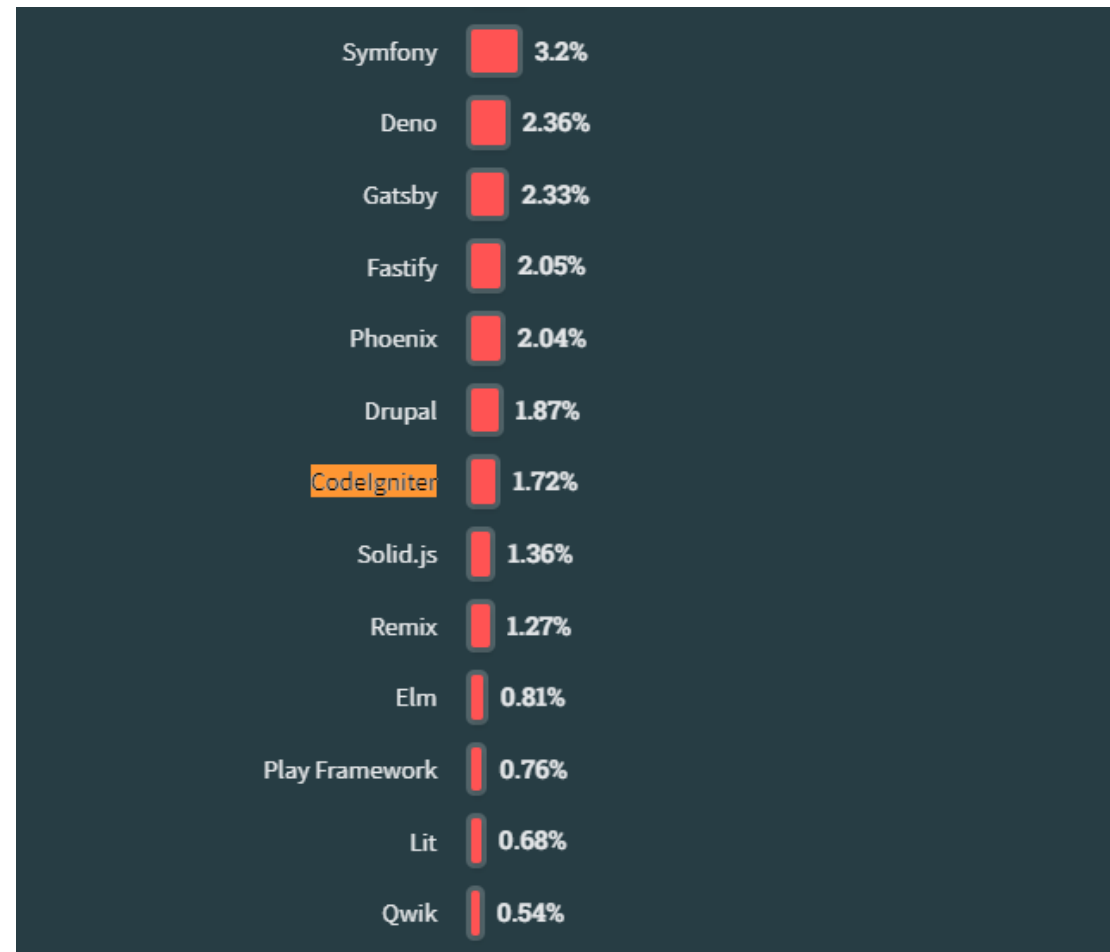 Symfony 3.2%
Deno 2.36%
Gatsby 2.33%
Fastify 2.05%
Phoenix 2.04%
Drupal 1.87%
CodeIgniter 1.72%
Solid.js 1.36%
Remix 1.27%
Elm 0.81%
Play Framework 0.76%
Lit 0.68%
Qwik 0.54%